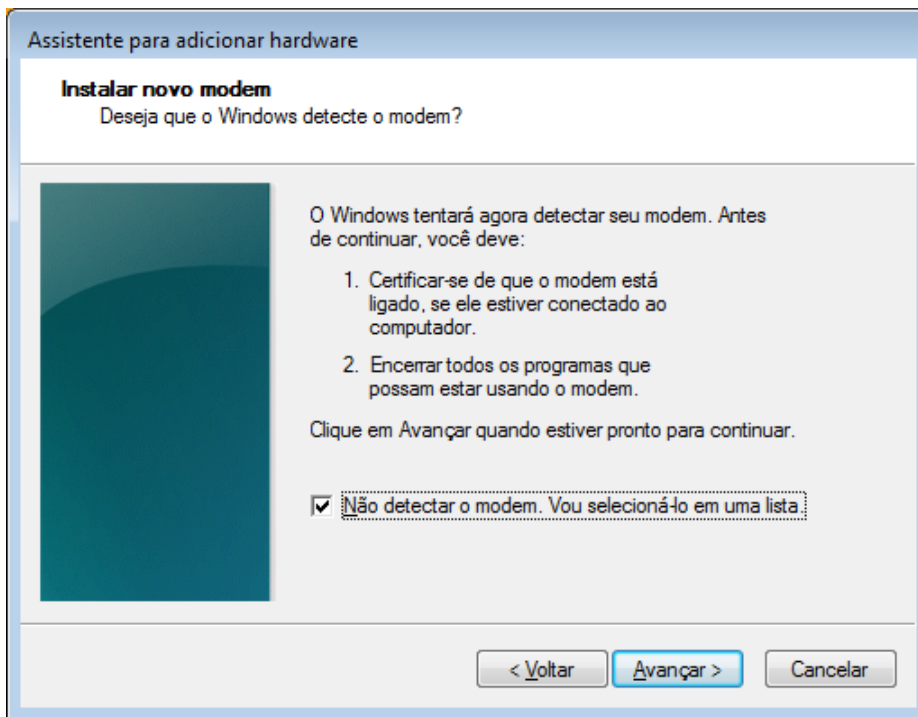 Assistente para adicionar hardware
Instalar novo modem
Deseja que o Windows detecte o modem?
O Windows tentará agora detectar seu modem. Antes
de continuar, você deve:
1. Certificar-se de que o modem está
ligado, se ele estiver conectado ao
computador.
2. Encerrar todos os programas que
possam estar usando o modem.
Clique em Avançar quando estiver pronto para continuar.
Não detectar o modem. Vou selecioná-lo em uma lista.
< Voltar Avançar > Cancelar